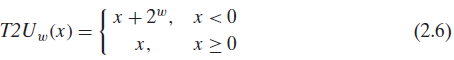 T2U_w(x) = { x + 2^w, x < 0
x, x ≥ 0 (2.6)